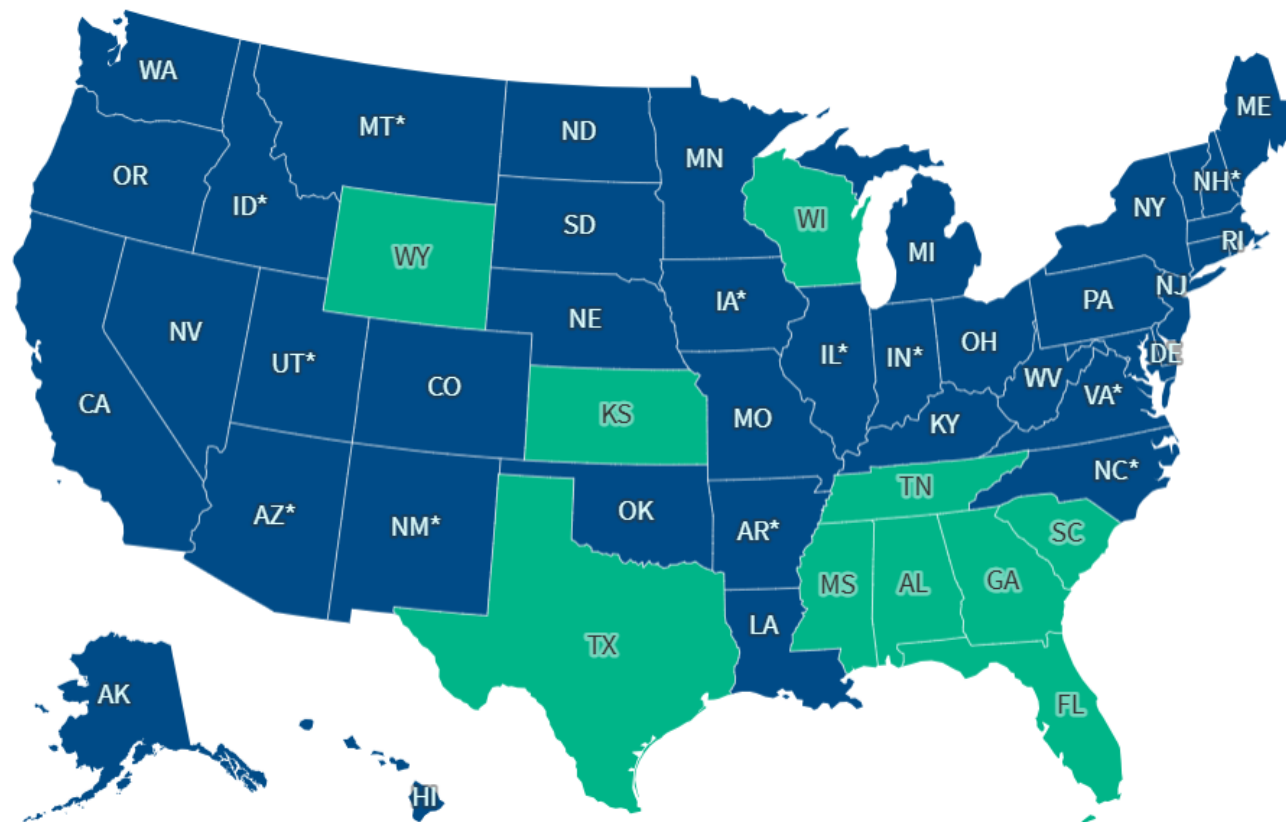 WA
ME
MT*
ND
MN
OR
NH*
ID*
NY
WI
SD
RI
MI
WY
NJ
IA*
PA
NE
NV
OH
IL*
DE
IN*
UT*
WV
CO
VA*
CA
KS
MO
KY
NC*
TN
AZ*
OK
NM*
AR*
SC
MS
AL
GA
LA
TX
AK
FL
HI